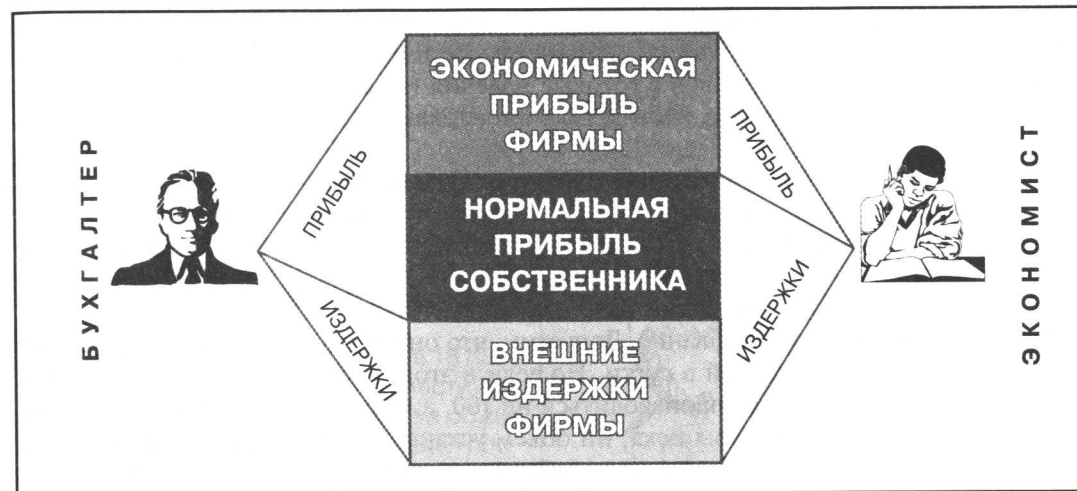 БУХГАЛТЕР
ПРИБЫЛЬ
ИЗДЕРЖКИ
ЭКОНОМИЧЕСКАЯ
ПРИБЫЛЬ
ФИРМЫ
НОРМАЛЬНАЯ
ПРИБЫЛЬ
СОБСТВЕННИКА
ВНЕШНИЕ
ИЗДЕРЖКИ
ФИРМЫ
ПРИБЫЛЬ
ИЗДЕРЖКИ
ЭКОНОМИСТ